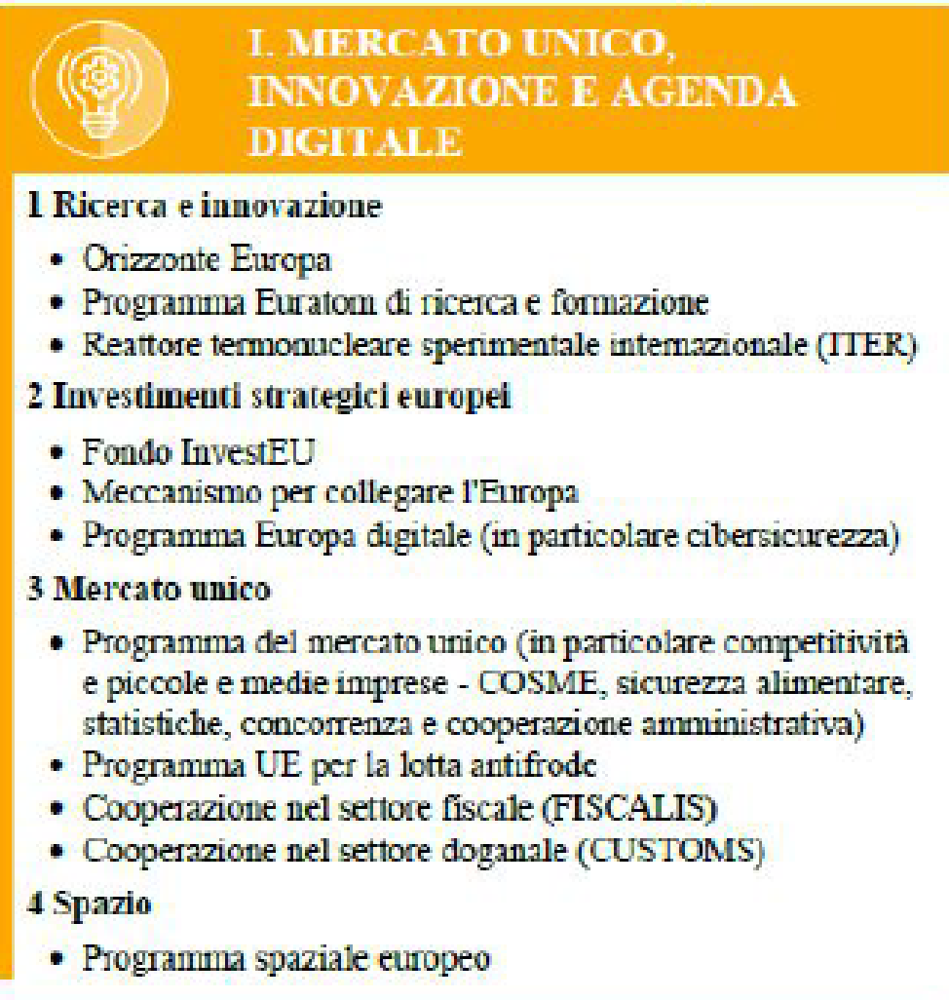 I. MERCATO UNICO,
INNOVAZIONE E AGENDA
DIGITALE
1 Ricerca e innovazione
• Orizzonte Europa
• Programma Euratom di ricerca e formazione
• Reattore termonucleare sperimentale internazionale (ITER)
2 Investimenti strategici europei
• Fondo InvestEU
• Meccanismo per collegare l'Europa
• Programma Europa digitale (in particolare cibersicurezza)
3 Mercato unico
• Programma del mercato unico (in particolare competitività
e piccole e medie imprese - COSME, sicurezza alimentare,
statistiche, concorrenza e cooperazione amministrativa)
• Programma UE per la lotta antifrode
• Cooperazione nel settore fiscale (FISCALIS)
• Cooperazione nel settore doganale (CUSTOMS)
4 Spazio
• Programma spaziale europeo